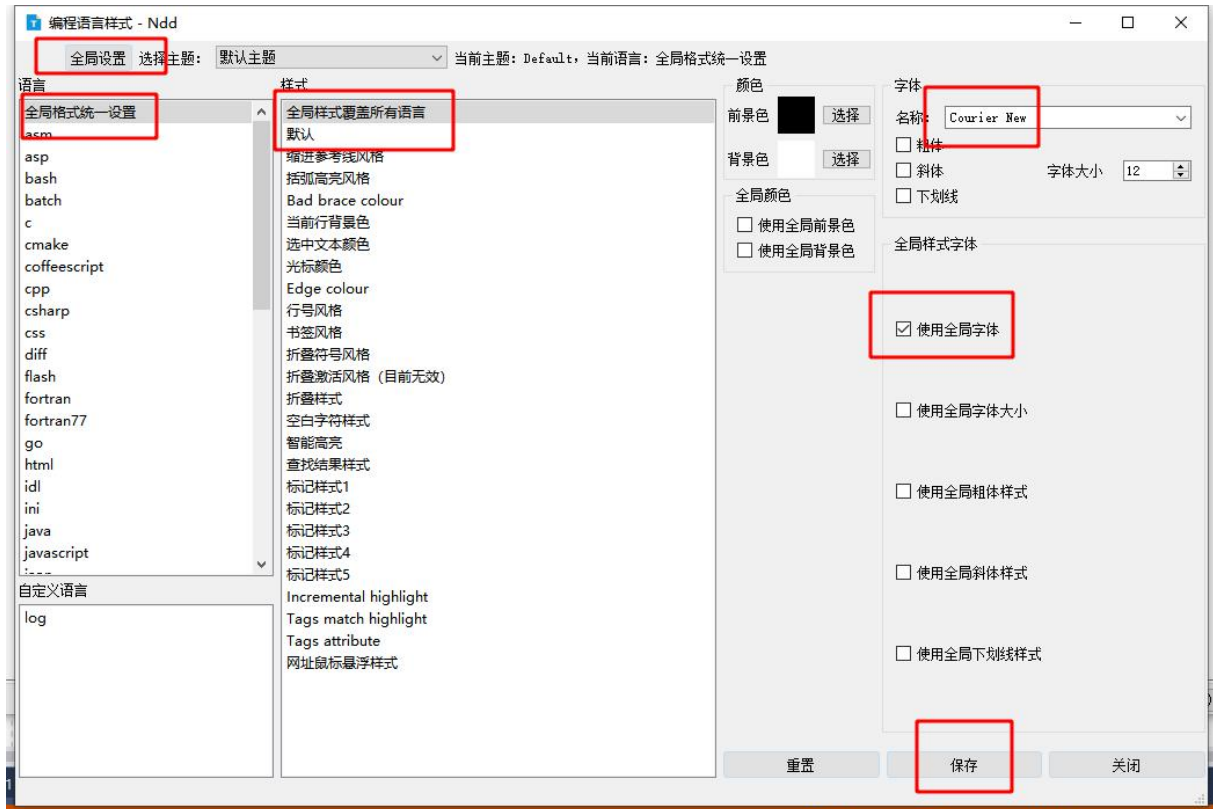 编程语言样式 - Ndd
全局设置 选择主题： 默认主题 当前主题：Default，当前语言：全局格式统一设置
语言
全局格式统一设置
asm
asp
bash
batch
c
cmake
coffeescript
cpp
csharp
css
diff
flash
fortran
fortran77
go
html
idl
ini
java
javascript
自定义语言
log
样式
全局样式覆盖所有语言
默认
缩进参考线风格
括弧高亮风格
Bad brace colour
当前行背景色
选中文本颜色
光标颜色
Edge colour
行号风格
书签风格
折叠符号风格
折叠激活风格（目前无效）
折叠样式
空白字符样式
智能高亮
查找结果样式
标记样式1
标记样式2
标记样式3
标记样式4
标记样式5
Incremental highlight
Tags match highlight
Tags attribute
网址鼠标悬浮样式
颜色
前景色 选择
背景色 选择
全局颜色
使用全局前景色
使用全局背景色
字体
名称： Courier New
粗体
斜体 字体大小 12
下划线
全局样式字体
使用全局字体
使用全局字体大小
使用全局粗体样式
使用全局斜体样式
使用全局下划线样式
重置 保存 关闭